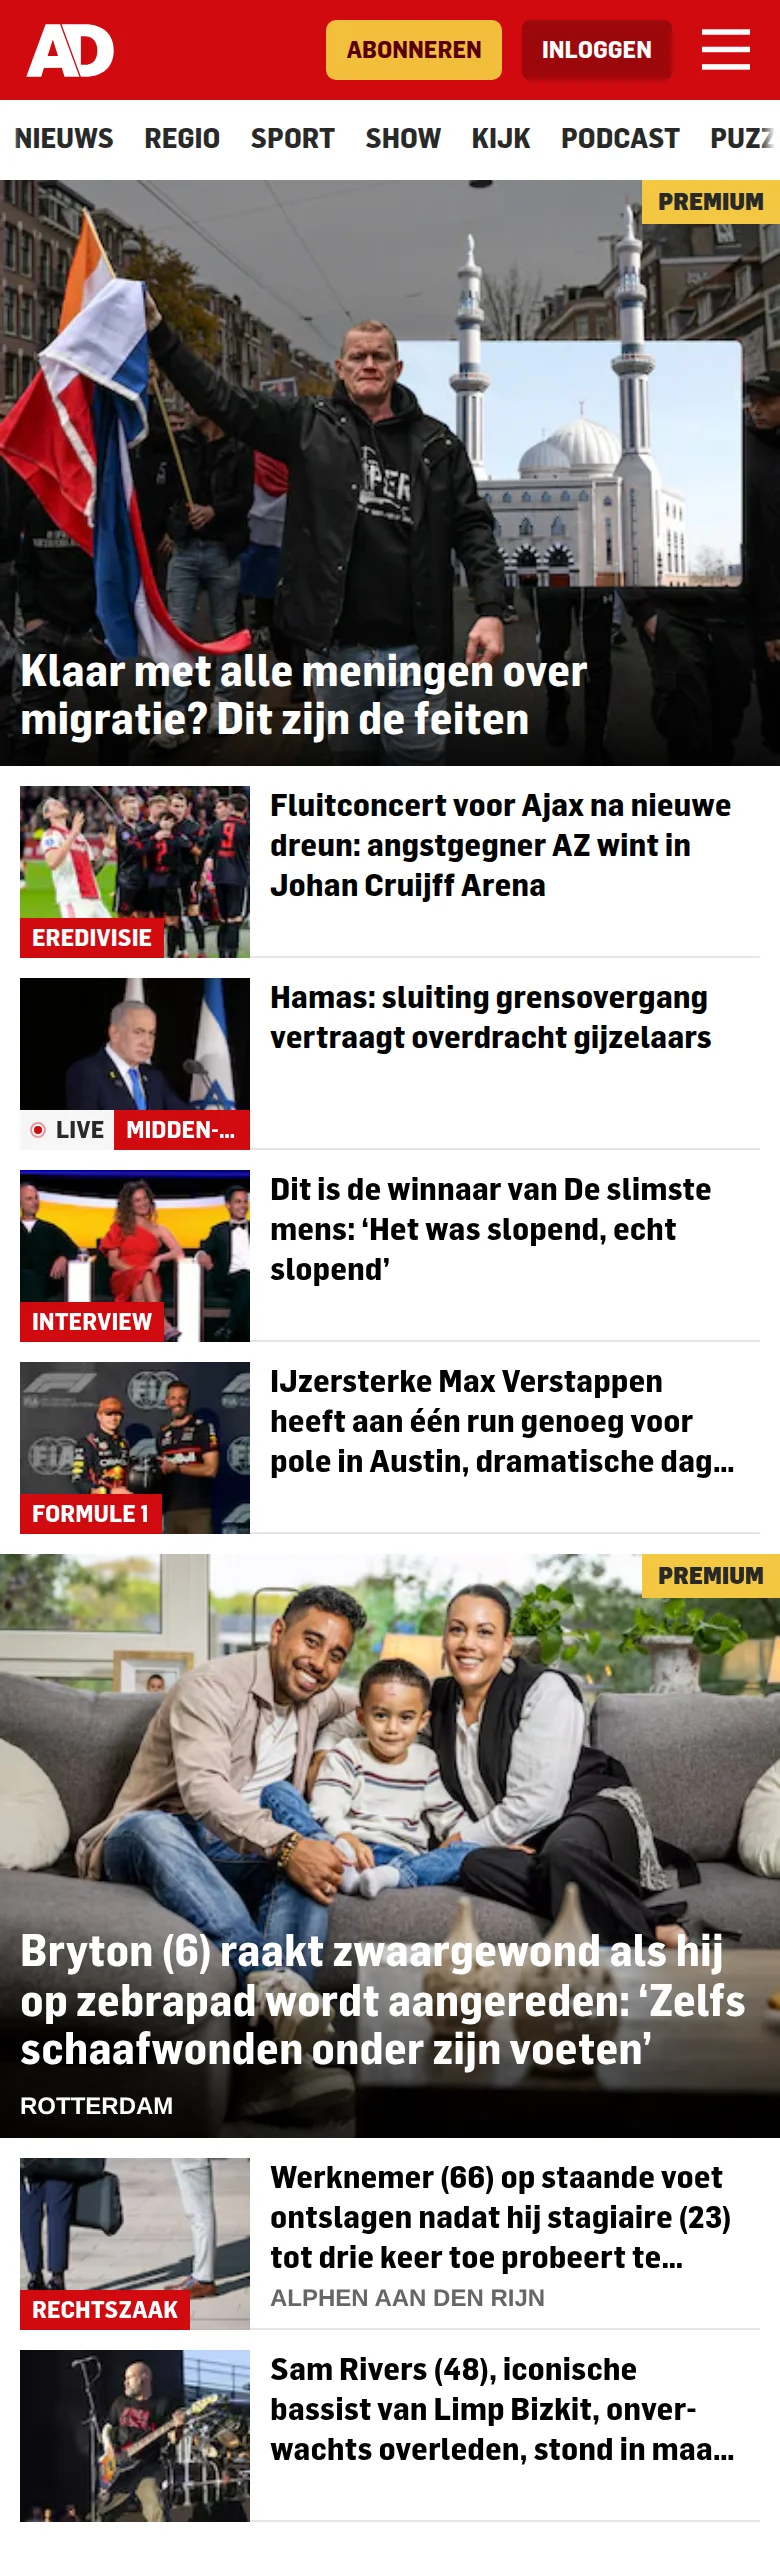 AD
ABONNEREN
INLOGGEN
NIEUWS REGIO SPORT SHOW KIJK PODCAST PUZZ
PREMIUM
Klaar met alle meningen over
migratie? Dit zijn de feiten
Fluitconcert voor Ajax na nieuwe
dreun: angstgegner AZ wint in
Johan Cruijff Arena
EREDIVISIE
Hamas: sluiting grensovergang
vertraagt overdracht gijzelaars
LIVE MIDDEN-...
Dit is de winnaar van De slimste
mens: ‘Het was slopend, echt
slopend’
INTERVIEW
IJzersterke Max Verstappen
heeft aan één run genoeg voor
pole in Austin, dramatische dag...
FORMULE 1
PREMIUM
Bryton (6) raakt zwaargewond als hij
op zebrapad wordt aangereden: ‘Zelfs
schaafwonden onder zijn voeten’
ROTTERDAM
Werknemer (66) op staande voet
ontslagen nadat hij stagiaire (23)
tot drie keer toe probeert te...
ALPHEN AAN DEN RIJN
RECHTSZAAK
Sam Rivers (48), iconische
bassist van Limp Bizkit, onver-
wachts overleden, stond in maa...